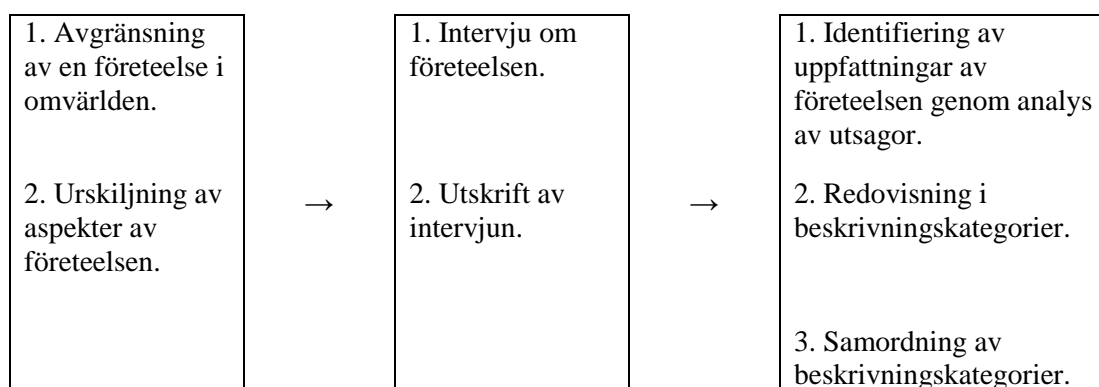 1. Avgränsning
av en företeelse i
omvärlden.
2. Urskiljning av
aspekter av
företeelsen.
→
1. Intervju om
företeelsen.
2. Utskrift av
intervjun.
→
1. Identifiering av
uppfattningar av
företeelsen genom analys
av utsagor.
2. Redovisning i
beskrivningskategorier.
3. Samordning av
beskrivningskategorier.